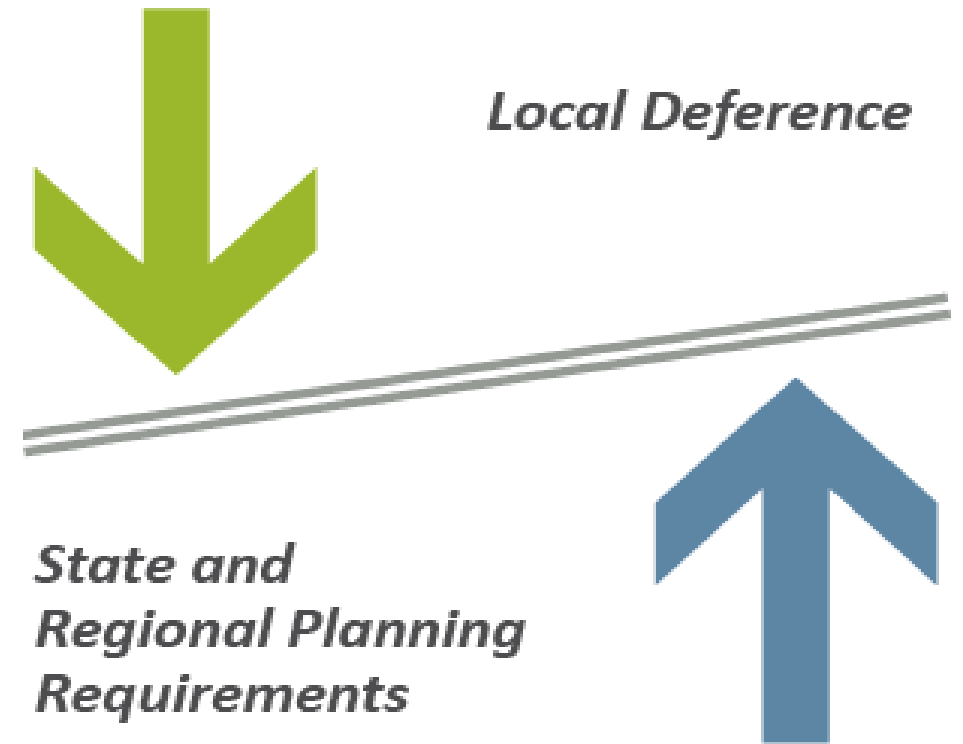 Local Deference
State and
Regional Planning
Requirements